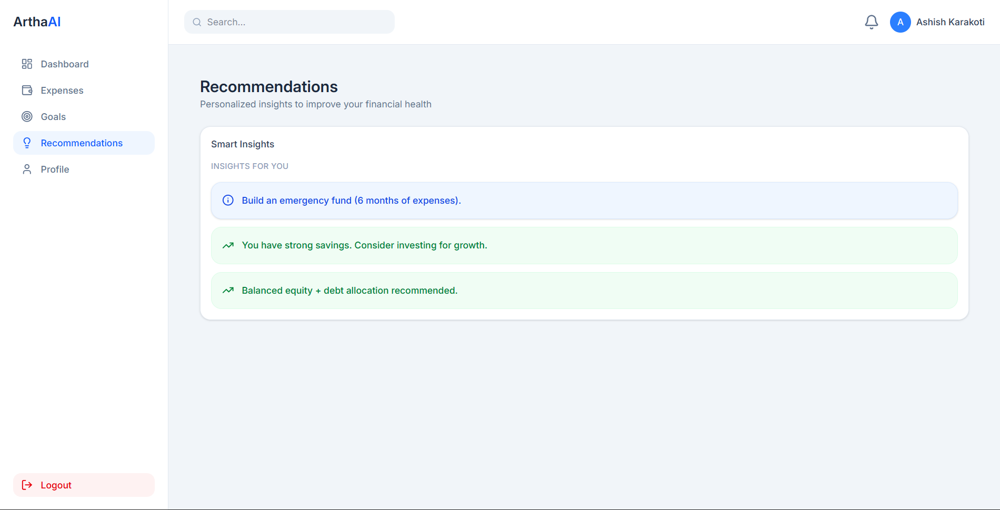 ArthaAI
Search...
A
Ashish Karakoti
Dashboard
Expenses
Goals
Recommendations
Profile
Logout
Recommendations
Personalized insights to improve your financial health
Smart Insights
INSIGHTS FOR YOU
Build an emergency fund (6 months of expenses).
You have strong savings. Consider investing for growth.
Balanced equity + debt allocation recommended.